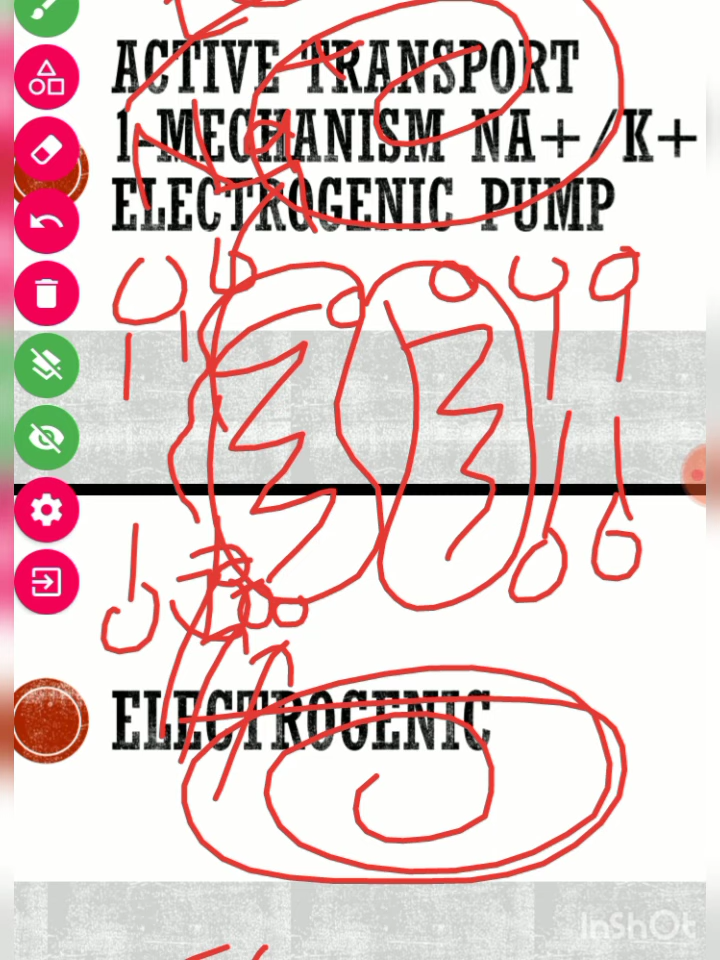 ACTIVE TRANSPORT
1-MECHANISM NA+/K+
ELECTROGENIC PUMP
ELECTROGENIC
InShOt